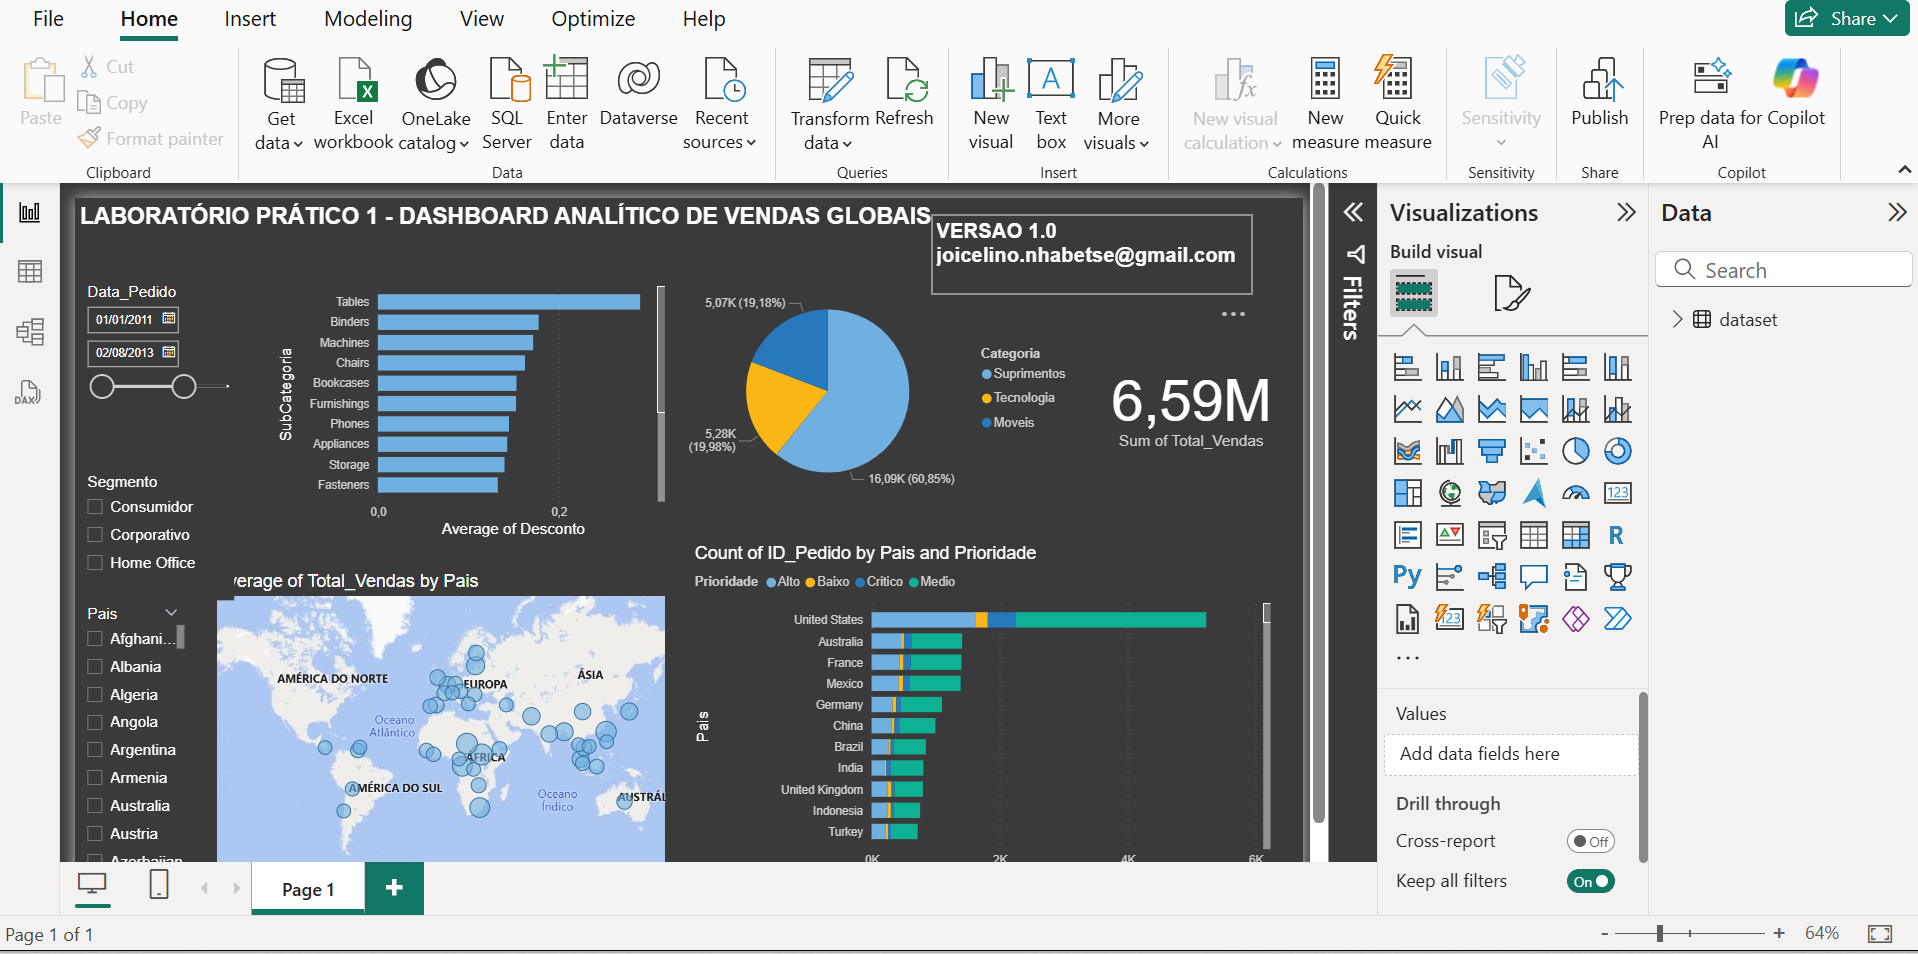 File
Home
Insert
Modeling
View
Optimize
Help
Share
Paste
Cut
Copy
Format painter
Clipboard
Get data
Excel workbook
OneLake catalog
SQL Server
Enter data
Dataverse
Recent sources
Data
Transform data
Refresh
Queries
New visual
Text box
More visuals
Insert
New visual calculation
New measure
Quick measure
Calculations
Sensitivity
Sensitivity
Publish
Share
Prep data for AI
Copilot
Copilot
LABORATÓRIO PRÁTICO 1 - DASHBOARD ANALÍTICO DE VENDAS GLOBAIS
VERSAO 1.0
joicelino.nhabetse@gmail.com
Data_Pedido
01/01/2011
02/08/2013
Segmento
Consumidor
Corporativo
Home Office
Pais
Afghani...
Albania
Algeria
Angola
Argentina
Armenia
Australia
Austria
Azerbaijan
SubCategoria
Tables
Binders
Machines
Chairs
Bookcases
Furnishings
Phones
Appliances
Storage
Fasteners
0,0
0,2
Average of Desconto
5,07K (19,18%)
5,28K
(19,98%)
16,09K (60,85%)
Categoria
Suprimentos
Tecnologia
Moveis
6,59M
Sum of Total_Vendas
verage of Total_Vendas by Pais
AMÉRICA DO NORTE
EUROPA
ÁSIA
Oceano
Atlântico
ÁFRICA
AMÉRICA DO SUL
Oceano
Índico
AUSTRÁL
Count of ID_Pedido by Pais and Prioridade
Prioridade Alto Baixo Crítico Medio
Pais
United States
Australia
France
Mexico
Germany
China
Brazil
India
United Kingdom
Indonesia
Turkey
0K
2K
4K
6K
Filters
Visualizations
Build visual
123
R
Py
123
Values
Add data fields here
Drill through
Cross-report
Off
Keep all filters
On
Data
Search
dataset
DAX
Page 1
Page 1 of 1
64%